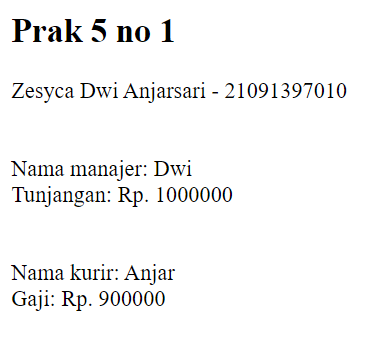 Prak 5 no 1
Zesyca Dwi Anjarsari - 21091397010
Nama manajer: Dwi
Tunjangan: Rp. 1000000
Nama kurir: Anjar
Gaji: Rp. 900000